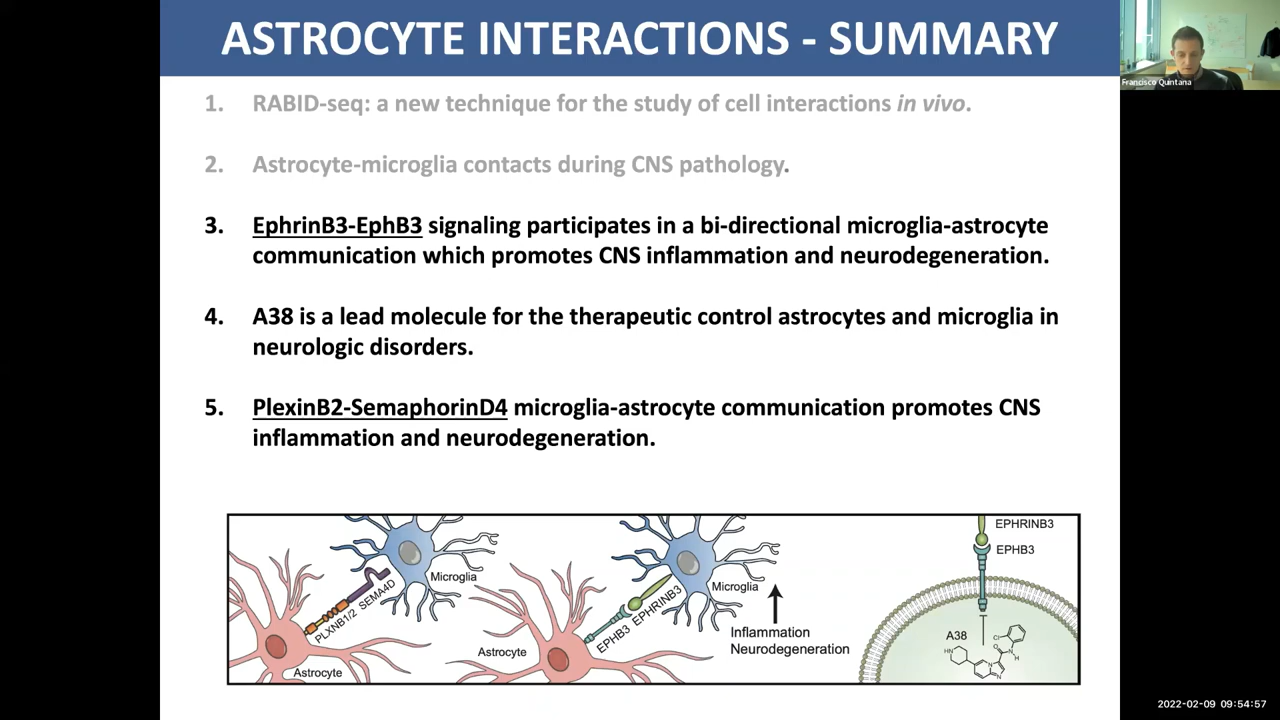 ASTROCYTE INTERACTIONS - SUMMARY
Francisco Quintana
1. RABID-seq: a new technique for the study of cell interactions in vivo.
2. Astrocyte-microglia contacts during CNS pathology.
3. EphrinB3-EphB3 signaling participates in a bi-directional microglia-astrocyte
communication which promotes CNS inflammation and neurodegeneration.
4. A38 is a lead molecule for the therapeutic control astrocytes and microglia in
neurologic disorders.
5. PlexinB2-SemaphorinD4 microglia-astrocyte communication promotes CNS
inflammation and neurodegeneration.
Microglia
PLXNB1/2 SEMA4D
Astrocyte
Microglia
EPHB3 EPHRINB3
Astrocyte
Inflammation
Neurodegeneration
EPHRINB3
EPHB3
A38
Cl
O
N
H
HN
N
N
2022-02-09 09:54:57